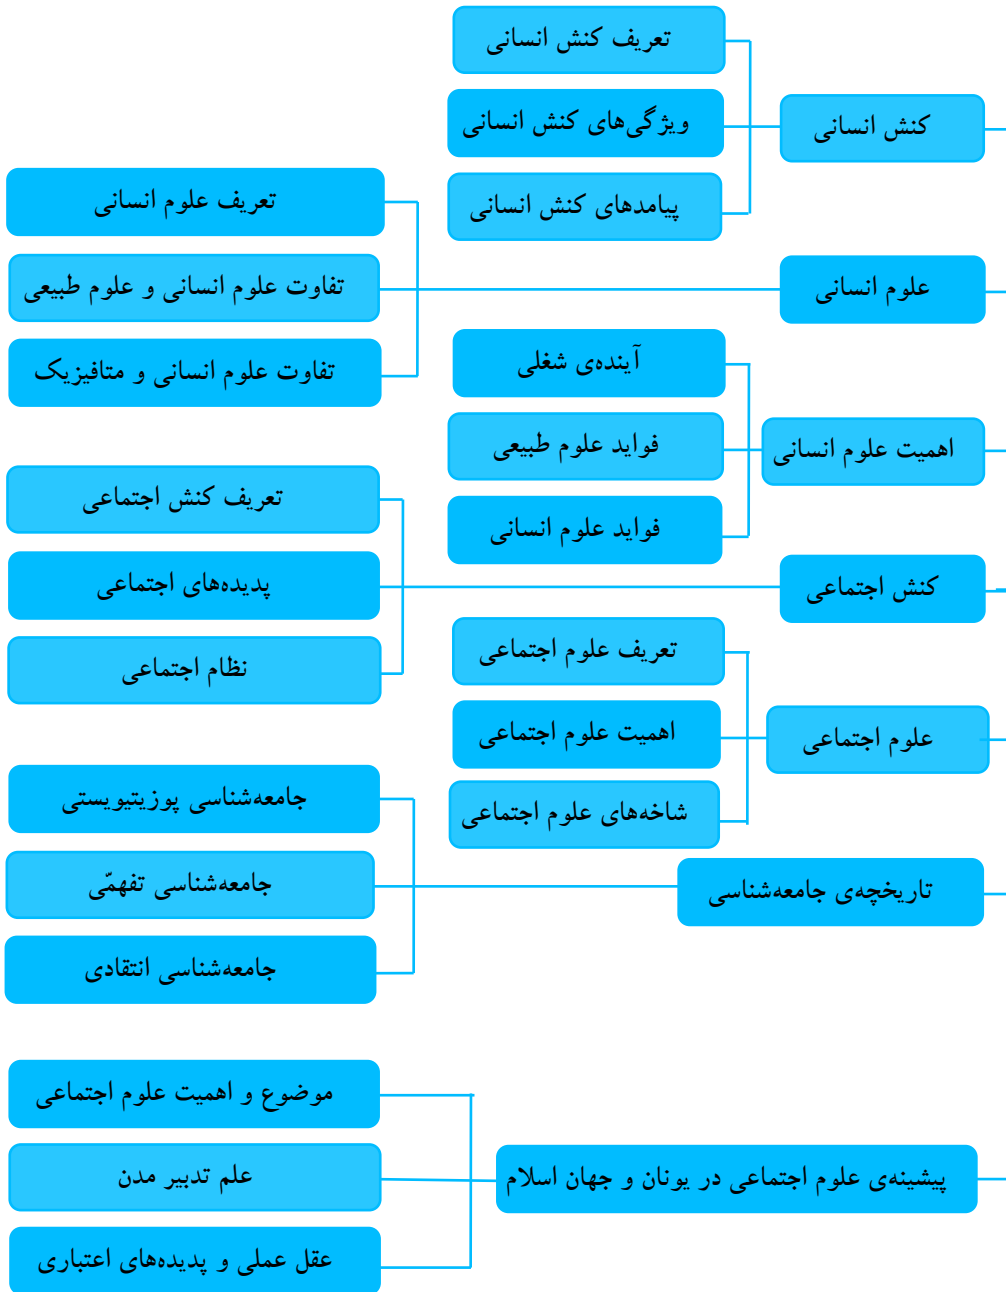 کنش انسانی
تعریف کنش انسانی
ویژگی‌های کنش انسانی
پیامدهای کنش انسانی
علوم انسانی
تعریف علوم انسانی
تفاوت علوم انسانی و علوم طبیعی
تفاوت علوم انسانی و متافیزیک
اهمیت علوم انسانی
آینده‌ی شغلی
فواید علوم طبیعی
فواید علوم انسانی
کنش اجتماعی
تعریف کنش اجتماعی
پدیده‌های اجتماعی
نظام اجتماعی
علوم اجتماعی
تعریف علوم اجتماعی
اهمیت علوم اجتماعی
شاخه‌های علوم اجتماعی
تاریخچه‌ی جامعه‌شناسی
جامعه‌شناسی پوزیتیویستی
جامعه‌شناسی تفهمّی
جامعه‌شناسی انتقادی
پیشینه‌ی علوم اجتماعی در یونان و جهان اسلام
موضوع و اهمیت علوم اجتماعی
علم تدبیر مدن
عقل عملی و پدیده‌های اعتباری